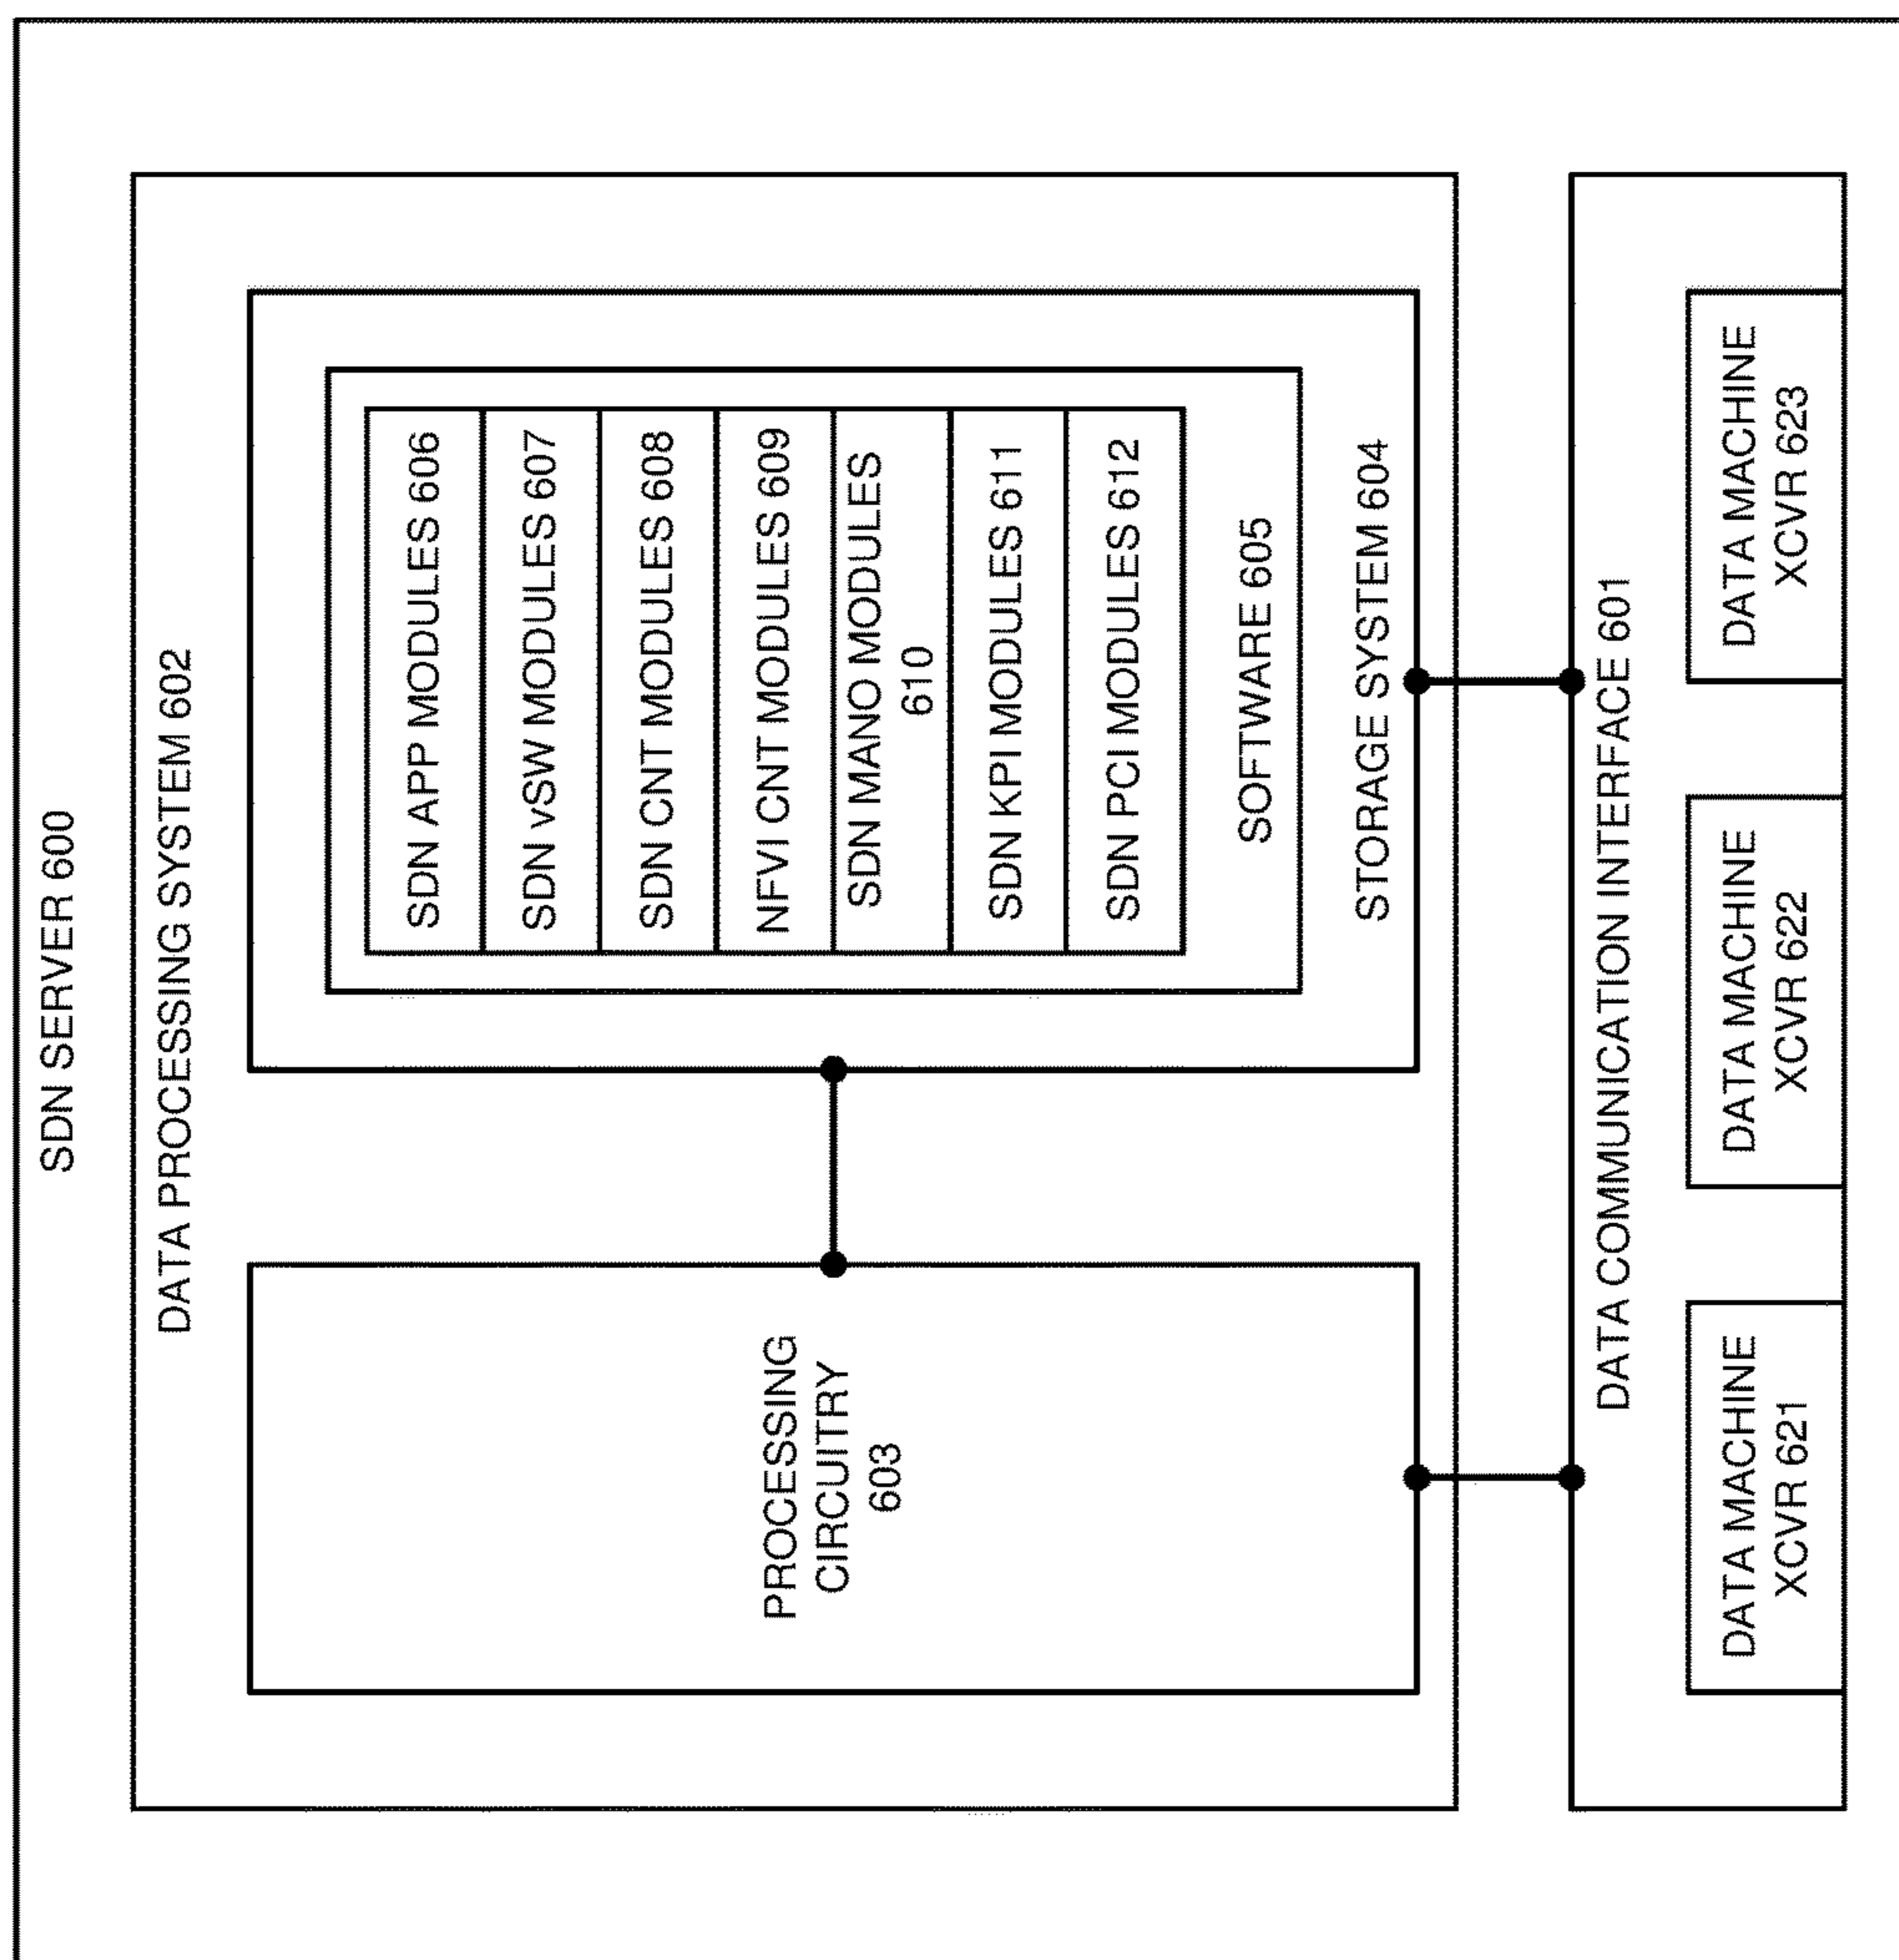 SDN SERVER 600
DATA PROCESSING SYSTEM 602
PROCESSING
CIRCUITRY
603
SDN APP MODULES 606
SDN vSW MODULES 607
SDN CNT MODULES 608
NFVI CNT MODULES 609
SDN MANO MODULES
610
SDN KPI MODULES 611
SDN PCI MODULES 612
SOFTWARE 605
STORAGE SYSTEM 604
DATA COMMUNICATION INTERFACE 601
DATA MACHINE
XCVR 621
DATA MACHINE
XCVR 622
DATA MACHINE
XCVR 623